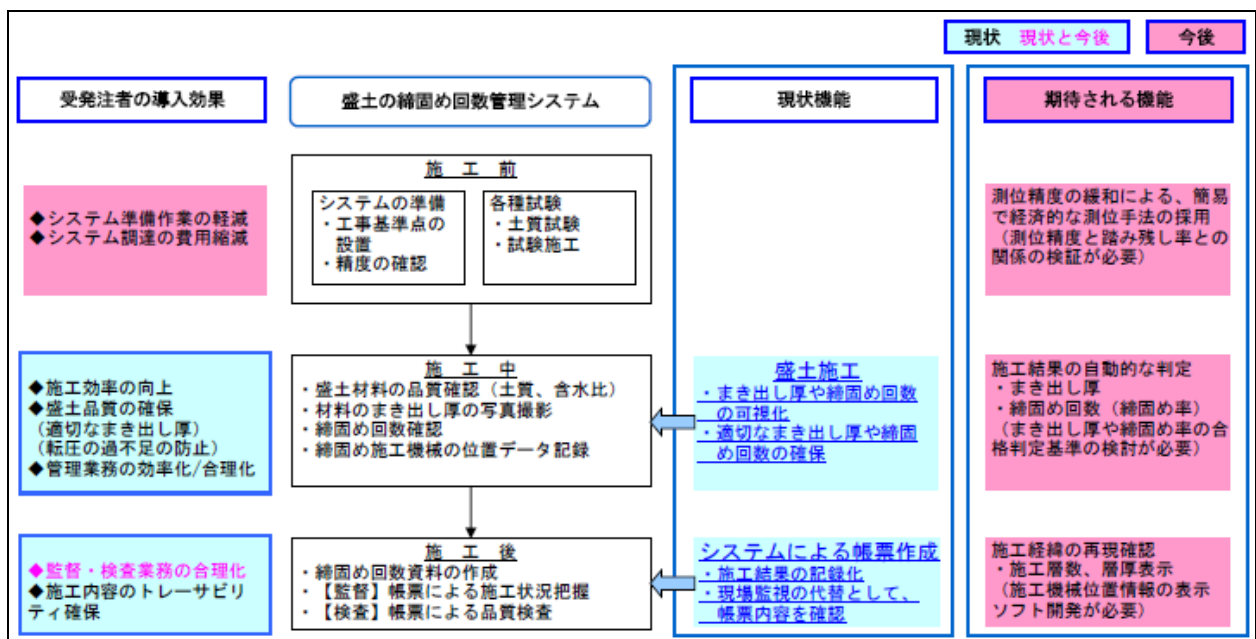 現状　現状と今後
今後
受発注者の導入効果
盛土の締固め回数管理システム
現状機能
期待される機能
◆システム準備作業の軽減
◆システム調達の費用縮減
施　工　前
システムの準備
・工事基準点の
設置
・精度の確認
各種試験
・土質試験
・試験施工
測位精度の緩和による、簡易
で経済的な測位手法の採用
（測位精度と踏み残し率との
関係の検証が必要）
◆施工効率の向上
◆盛土品質の確保
（適切なまき出し厚）
（転圧の過不足の防止）
◆管理業務の効率化/合理化
施　工　中
・盛土材料の品質確認（土質、含水比）
・材料のまき出し厚の写真撮影
・締固め回数確認
・締固め施工機械の位置データ記録
盛土施工
・まき出し厚や締固め回数
の可視化
・適切なまき出し厚や締固
め回数の確保
施工結果の自動的な判定
・まき出し厚
・締固め回数（締固め率）
（まき出し厚や締固め率の合
格判定基準の検討が必要）
◆監督・検査業務の合理化
◆施工内容のトレーサビリ
ティ確保
施　工　後
・締固め回数資料の作成
・【監督】帳票による施工状況把握
・【検査】帳票による品質検査
システムによる帳票作成
・施工結果の記録化
・現場監視の代替として、
帳票内容を確認
施工経緯の再現確認
・施工層数、層厚表示
（施工機械位置情報の表示
ソフト開発が必要）